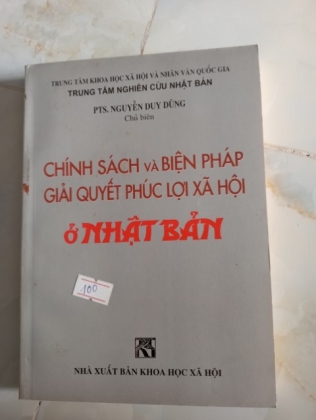 TRUNG TÂM KHOA HỌC XÃ HỘI VÀ NHÂN VĂN QUỐC GIA
TRUNG TÂM NGHIÊN CỨU NHẬT BẢN
PTS. NGUYỄN DUY DŨNG
Chủ biên
CHÍNH SÁCH VÀ BIỆN PHÁP
GIẢI QUYẾT PHÚC LỢI XÃ HỘI
Ở NHẬT BẢN
100
NHÀ XUẤT BẢN KHOA HỌC XÃ HỘI